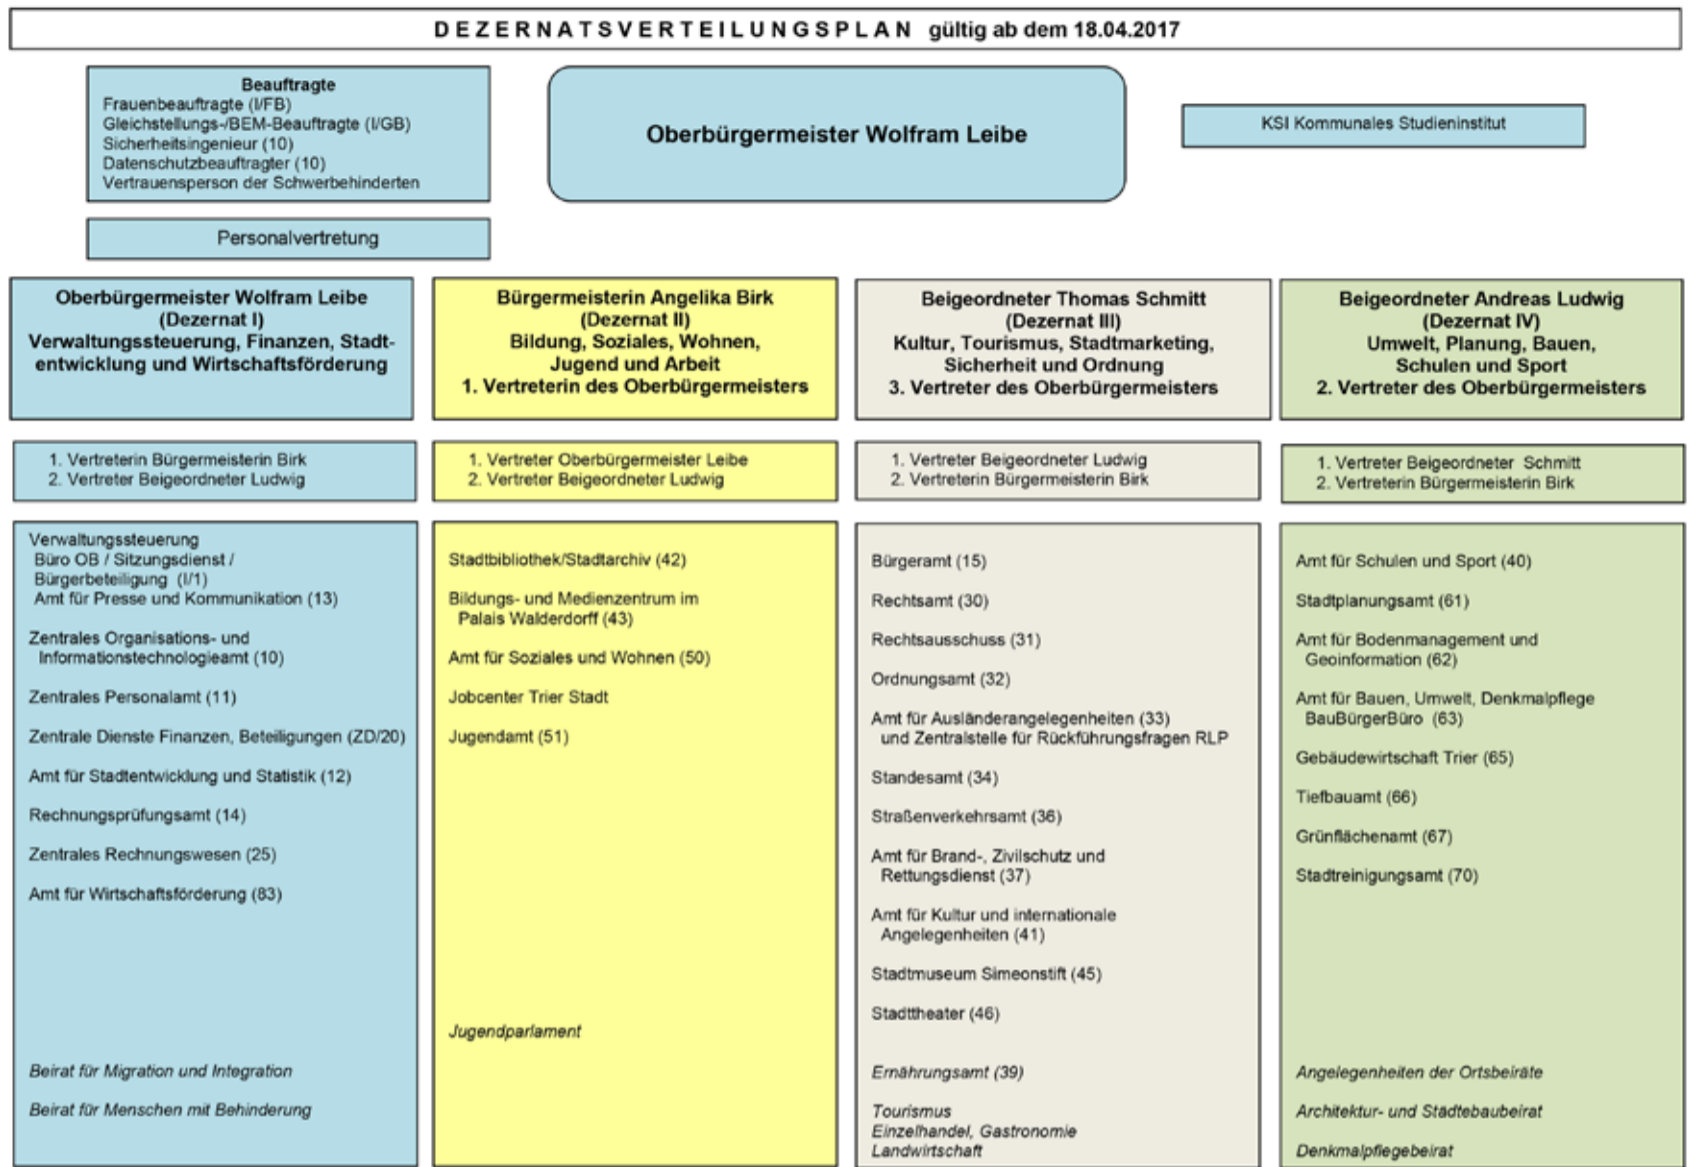 DEZERNATSVERTEILUNGSPLAN gültig ab dem 18.04.2017
Beauftragte
Frauenbeauftragte (I/FB)
Gleichstellungs-/BEM-Beauftragte (I/GB)
Sicherheitsingenieur (10)
Datenschutzbeauftragter (10)
Vertrauensperson der Schwerbehinderten
Personalvertretung
Oberbürgermeister Wolfram Leibe
KSI Kommunales Studieninstitut
Oberbürgermeister Wolfram Leibe
(Dezernat I)
Verwaltungssteuerung, Finanzen, Stadt-
entwicklung und Wirtschaftsförderung
1. Vertreterin Bürgermeisterin Birk
2. Vertreter Beigeordneter Ludwig
Verwaltungssteuerung
Büro OB / Sitzungsdienst /
Bürgerbeteiligung (I/1)
Amt für Presse und Kommunikation (13)
Zentrales Organisations- und
Informationstechnologieamt (10)
Zentrales Personalamt (11)
Zentrale Dienste Finanzen, Beteiligungen (ZD/20)
Amt für Stadtentwicklung und Statistik (12)
Rechnungsprüfungsamt (14)
Zentrales Rechnungswesen (25)
Amt für Wirtschaftsförderung (83)
Beirat für Migration und Integration
Beirat für Menschen mit Behinderung
Bürgermeisterin Angelika Birk
(Dezernat II)
Bildung, Soziales, Wohnen,
Jugend und Arbeit
1. Vertreterin des Oberbürgermeisters
1. Vertreter Oberbürgermeister Leibe
2. Vertreter Beigeordneter Ludwig
Stadtbibliothek/Stadtarchiv (42)
Bildungs- und Medienzentrum im
Palais Walderdorff (43)
Amt für Soziales und Wohnen (50)
Jobcenter Trier Stadt
Jugendamt (51)
Jugendparlament
Beigeordneter Thomas Schmitt
(Dezernat III)
Kultur, Tourismus, Stadtmarketing,
Sicherheit und Ordnung
3. Vertreter des Oberbürgermeisters
1. Vertreter Beigeordneter Ludwig
2. Vertreterin Bürgermeisterin Birk
Bürgeramt (15)
Rechtsamt (30)
Rechtsausschuss (31)
Ordnungsamt (32)
Amt für Ausländerangelegenheiten (33)
und Zentralstelle für Rückführungsfragen RLP
Standesamt (34)
Straßenverkehrsamt (36)
Amt für Brand-, Zivilschutz und
Rettungsdienst (37)
Amt für Kultur und internationale
Angelegenheiten (41)
Stadtmuseum Simeonstift (45)
Stadttheater (46)
Ernährungsamt (39)
Tourismus
Einzelhandel, Gastronomie
Landwirtschaft
Beigeordneter Andreas Ludwig
(Dezernat IV)
Umwelt, Planung, Bauen,
Schulen und Sport
2. Vertreter des Oberbürgermeisters
1. Vertreter Beigeordneter Schmitt
2. Vertreterin Bürgermeisterin Birk
Amt für Schulen und Sport (40)
Stadtplanungsamt (61)
Amt für Bodenmanagement und
Geoinformation (62)
Amt für Bauen, Umwelt, Denkmalpflege
BauBürgerBüro (63)
Gebäudewirtschaft Trier (65)
Tiefbauamt (66)
Grünflächenamt (67)
Stadtreinigungsamt (70)
Angelegenheiten der Ortsbeiräte
Architektur- und Städtebaubeirat
Denkmalpflegebeirat